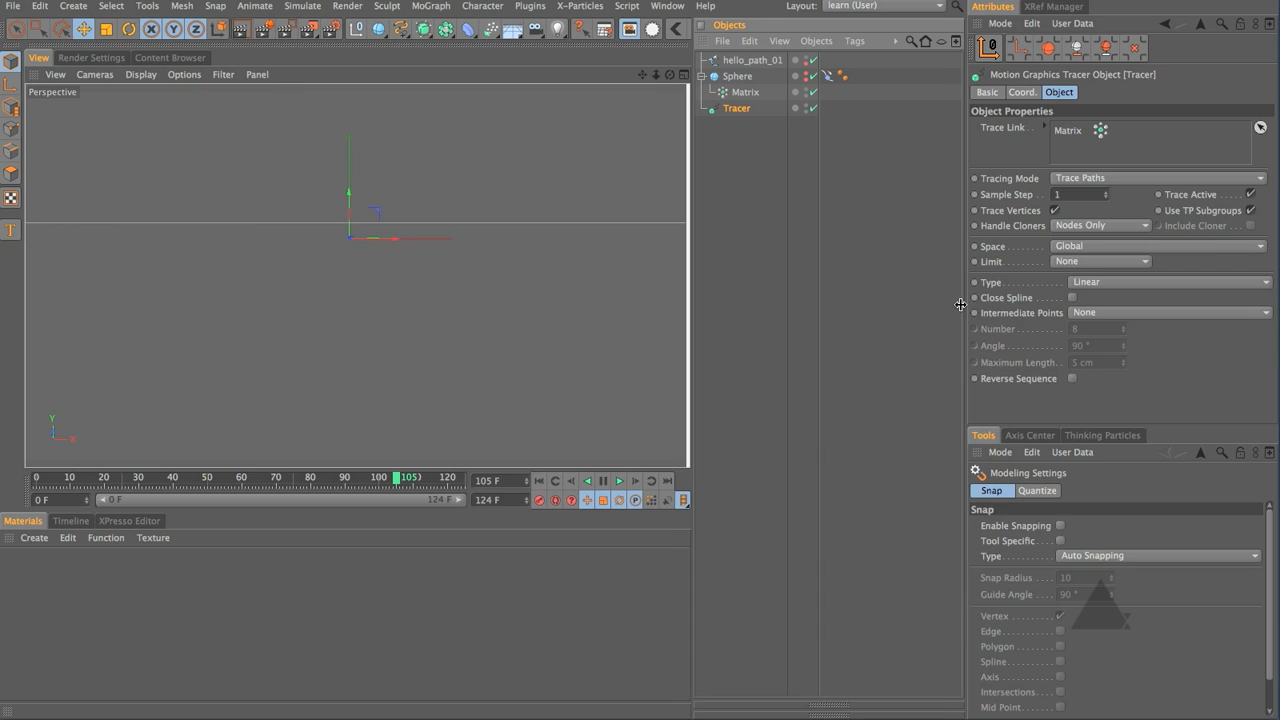 File Edit Create Select Tools Mesh Snap Animate Simulate Render Sculpt MoGraph Character Plugins X-Particles Script Window Help Layout: learn (User)
View Render Settings Content Browser
View Cameras Display Options Filter Panel
Perspective
Y
X
0 10 20 30 40 50 60 70 80 90 100 105) 120 105 F
0 F 0 F 124 F 124 F
Materials Timeline XPresso Editor
Create Edit Function Texture
Objects
File Edit View Objects Tags
hello_path_01
Sphere
Matrix
Tracer
Attributes XRef Manager
Mode Edit User Data
Motion Graphics Tracer Object [Tracer]
Basic Coord. Object
Object Properties
Trace Link . . Matrix
Tracing Mode Trace Paths
Sample Step . 1 Trace Active .
Trace Vertices Use TP Subgroups
Handle Cloners Nodes Only Include Cloner .
Space . . . . . . Global
Limit . . . . . . None
Type . . . . . . . . . . Linear
Close Spline . . . . .
Intermediate Points None
Number . . . . . . . . 8
Angle . . . . . . . . . 90 °
Maximum Length . . 5 cm
Reverse Sequence
Tools Axis Center Thinking Particles
Mode Edit User Data
Modeling Settings
Snap Quantize
Snap
Enable Snapping
Tool Specific . . . .
Type . . . . . . . . . Auto Snapping
Snap Radius . . . . 10
Guide Angle . . . . 90 °
Vertex . . . . . . .
Edge . . . . . . . .
Polygon . . . . . .
Spline . . . . . . .
Axis . . . . . . . .
Intersections . . .
Mid Point . . . . .